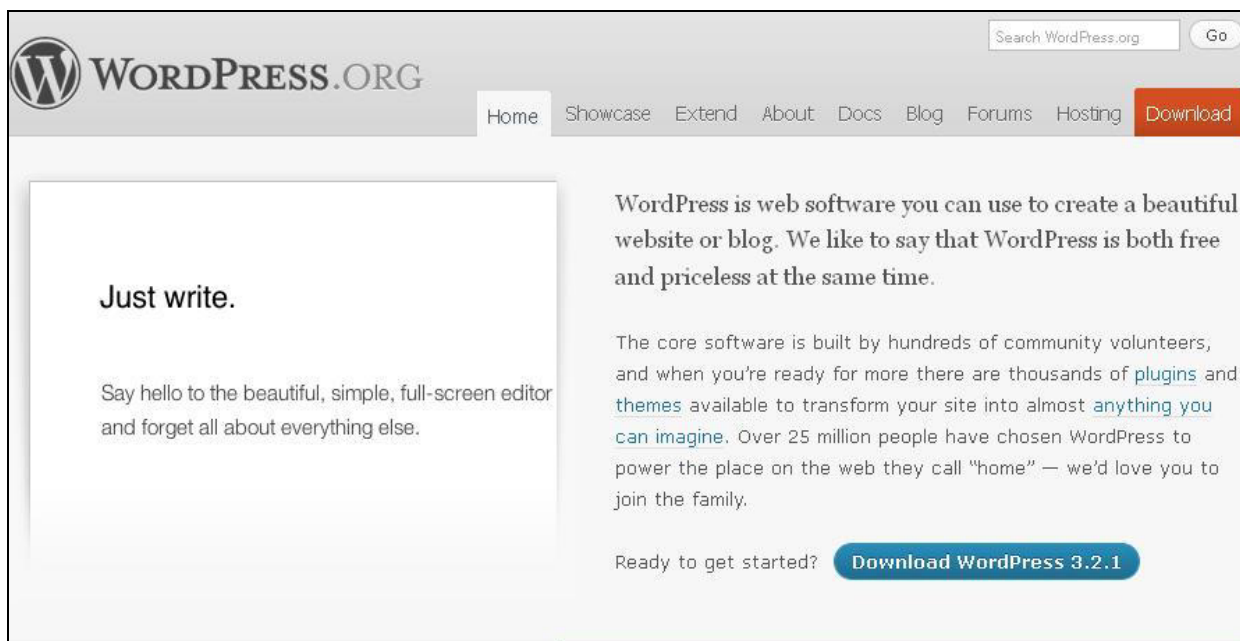 Search WordPress.org Go
WORDPRESS.ORG
Home Showcase Extend About Docs Blog Forums Hosting Download
Just write.
Say hello to the beautiful, simple, full-screen editor
and forget all about everything else.
WordPress is web software you can use to create a beautiful
website or blog. We like to say that WordPress is both free
and priceless at the same time.
The core software is built by hundreds of community volunteers,
and when you're ready for more there are thousands of plugins and
themes available to transform your site into almost anything you
can imagine. Over 25 million people have chosen WordPress to
power the place on the web they call "home" — we'd love you to
join the family.
Ready to get started? Download WordPress 3.2.1